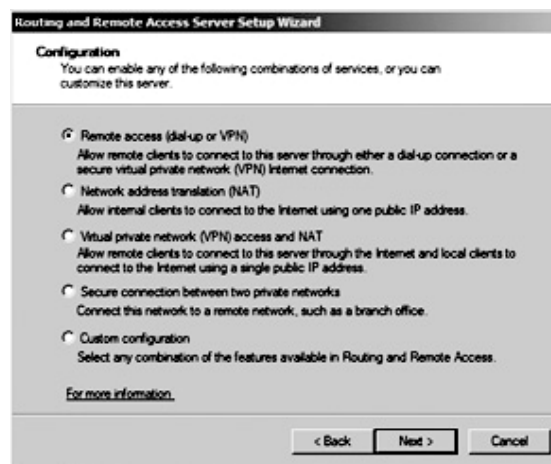 Routing and Remote Access Server Setup Wizard
Configuration
You can enable any of the following combinations of services, or you can
customize this server.
Remote access (dial-up or VPN)
Allow remote clients to connect to this server through either a dial-up connection or a
secure virtual private network (VPN) Internet connection.
Network address translation (NAT)
Allow internal clients to connect to the Internet using one public IP address.
Virtual private network (VPN) access and NAT
Allow remote clients to connect to this server through the Internet and local clients to
connect to the Internet using a single public IP address.
Secure connection between two private networks
Connect this network to a remote network, such as a branch office.
Custom configuration
Select any combination of the features available in Routing and Remote Access.
For more information
< Back Next > Cancel